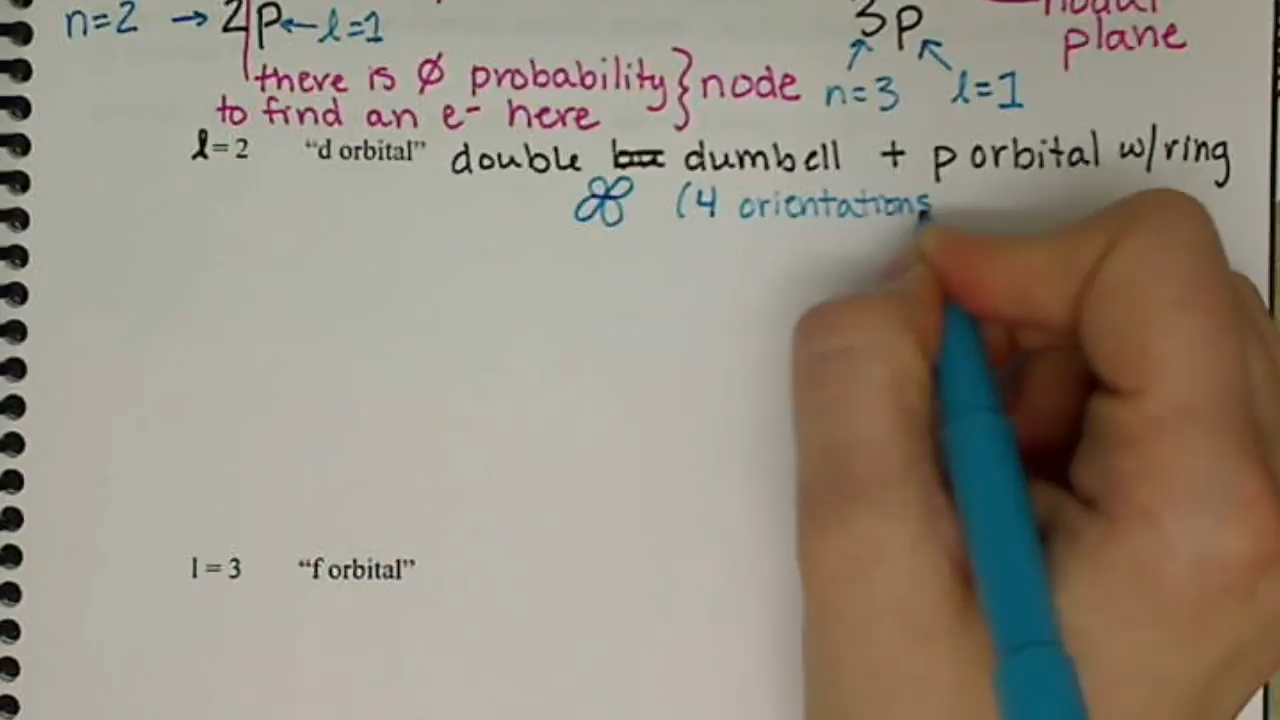 n=2 → 2p ← l=1
3p
nodal
plane
there is Ø probability } node
to find an e- here
n=3 l=1
l=2 "d orbital" double dumbell + p orbital w/ring
(4 orientations
l = 3 "f orbital"